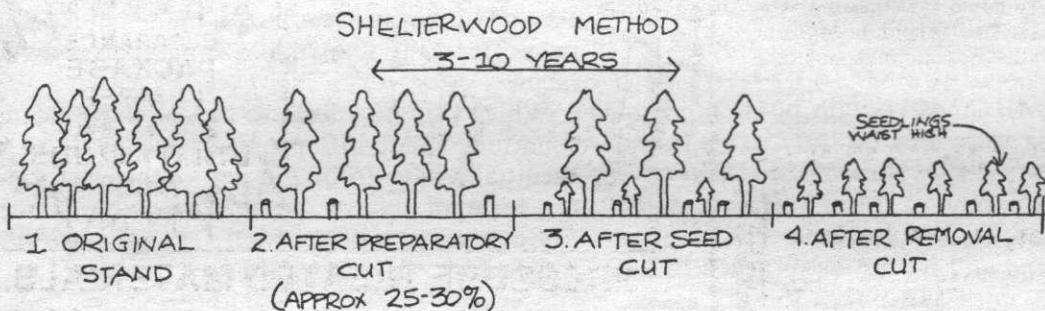 SHELTERWOOD METHOD
3-10 YEARS
SEEDLINGS
WAIST HIGH
1. ORIGINAL
STAND
2. AFTER PREPARATORY
CUT
(APPROX 25-30%)
3. AFTER SEED
CUT
4. AFTER REMOVAL
CUT